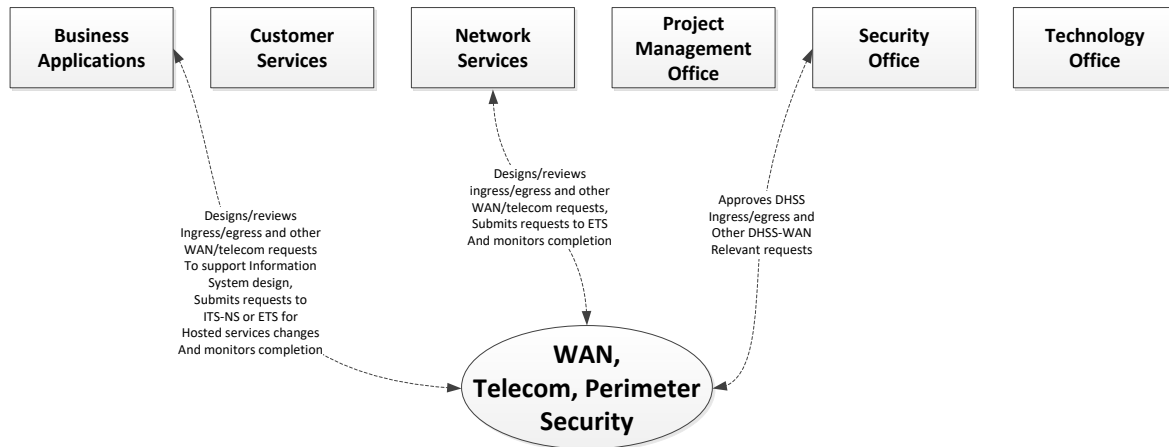 Business
Applications
Customer
Services
Network
Services
Project
Management
Office
Security
Office
Technology
Office
Designs/reviews
Ingress/egress and other
WAN/telecom requests
To support Information
System design,
Submits requests to
ITS-NS or ETS for
Hosted services changes
And monitors completion
Designs/reviews
ingress/egress and other
WAN/telecom requests,
Submits requests to ETS
And monitors completion
Approves DHSS
Ingress/egress and
Other DHSS-WAN
Relevant requests
WAN,
Telecom, Perimeter
Security